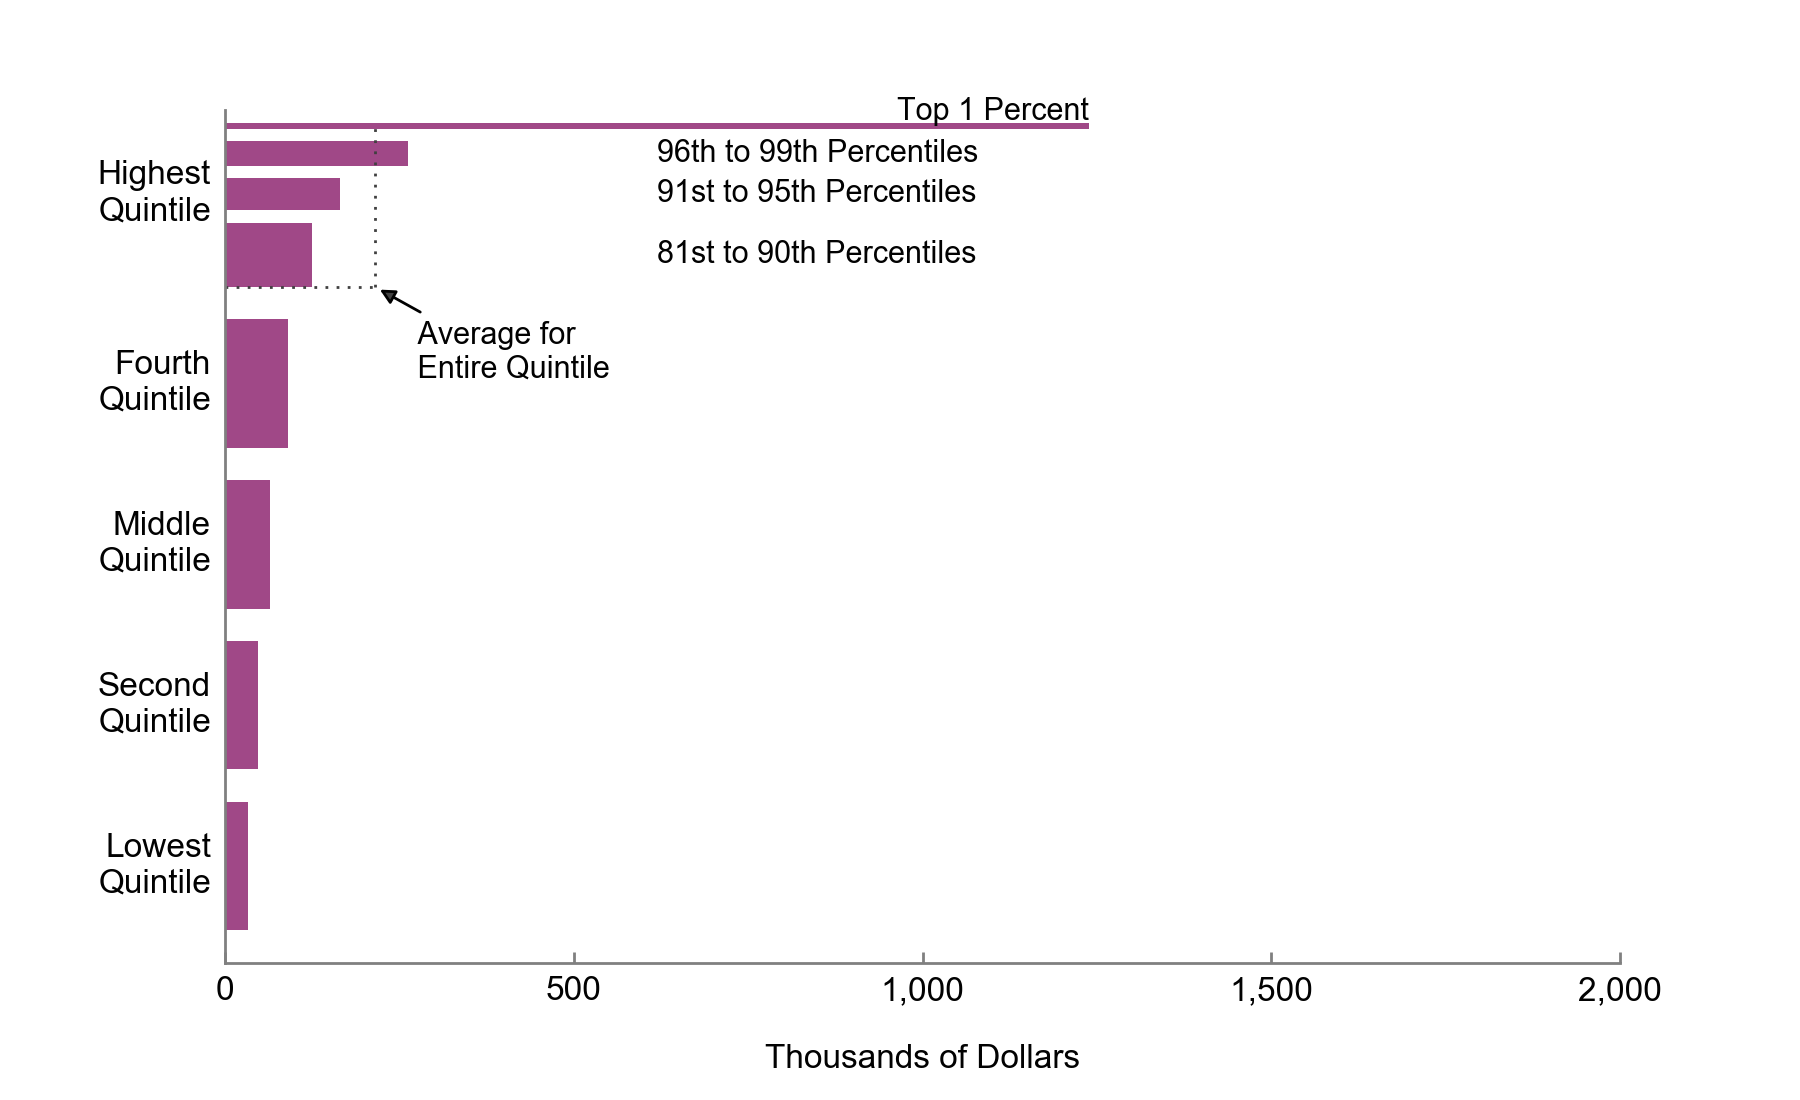 Top 1 Percent
96th to 99th Percentiles
Highest
Quintile
91st to 95th Percentiles
81st to 90th Percentiles
Average for
Entire Quintile
Fourth
Quintile
Middle
Quintile
Second
Quintile
Lowest
Quintile
0 500 1,000 1,500 2,000
Thousands of Dollars